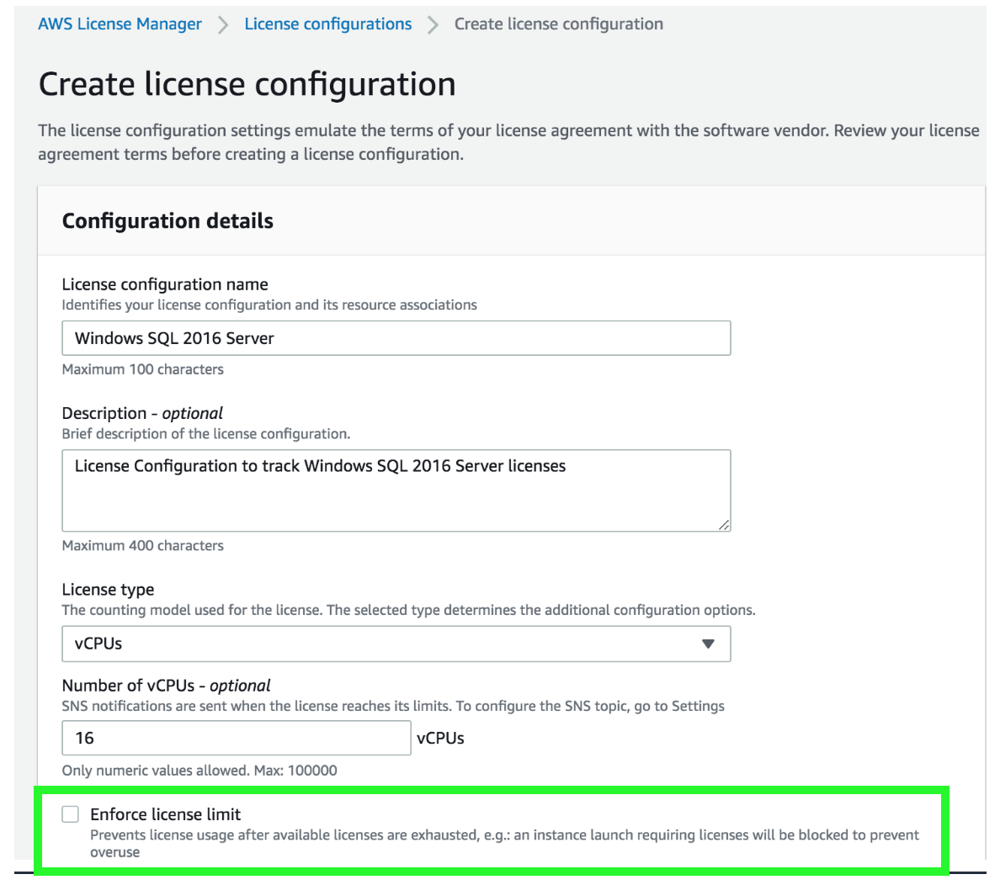 AWS License Manager > License configurations > Create license configuration
Create license configuration
The license configuration settings emulate the terms of your license agreement with the software vendor. Review your license
agreement terms before creating a license configuration.
Configuration details
License configuration name
Identifies your license configuration and its resource associations
Windows SQL 2016 Server
Maximum 100 characters
Description - optional
Brief description of the license configuration.
License Configuration to track Windows SQL 2016 Server licenses
Maximum 400 characters
License type
The counting model used for the license. The selected type determines the additional configuration options.
vCPUs
Number of vCPUs - optional
SNS notifications are sent when the license reaches its limits. To configure the SNS topic, go to Settings
16 vCPUs
Only numeric values allowed. Max: 100000
Enforce license limit
Prevents license usage after available licenses are exhausted, e.g.: an instance launch requiring licenses will be blocked to prevent
overuse